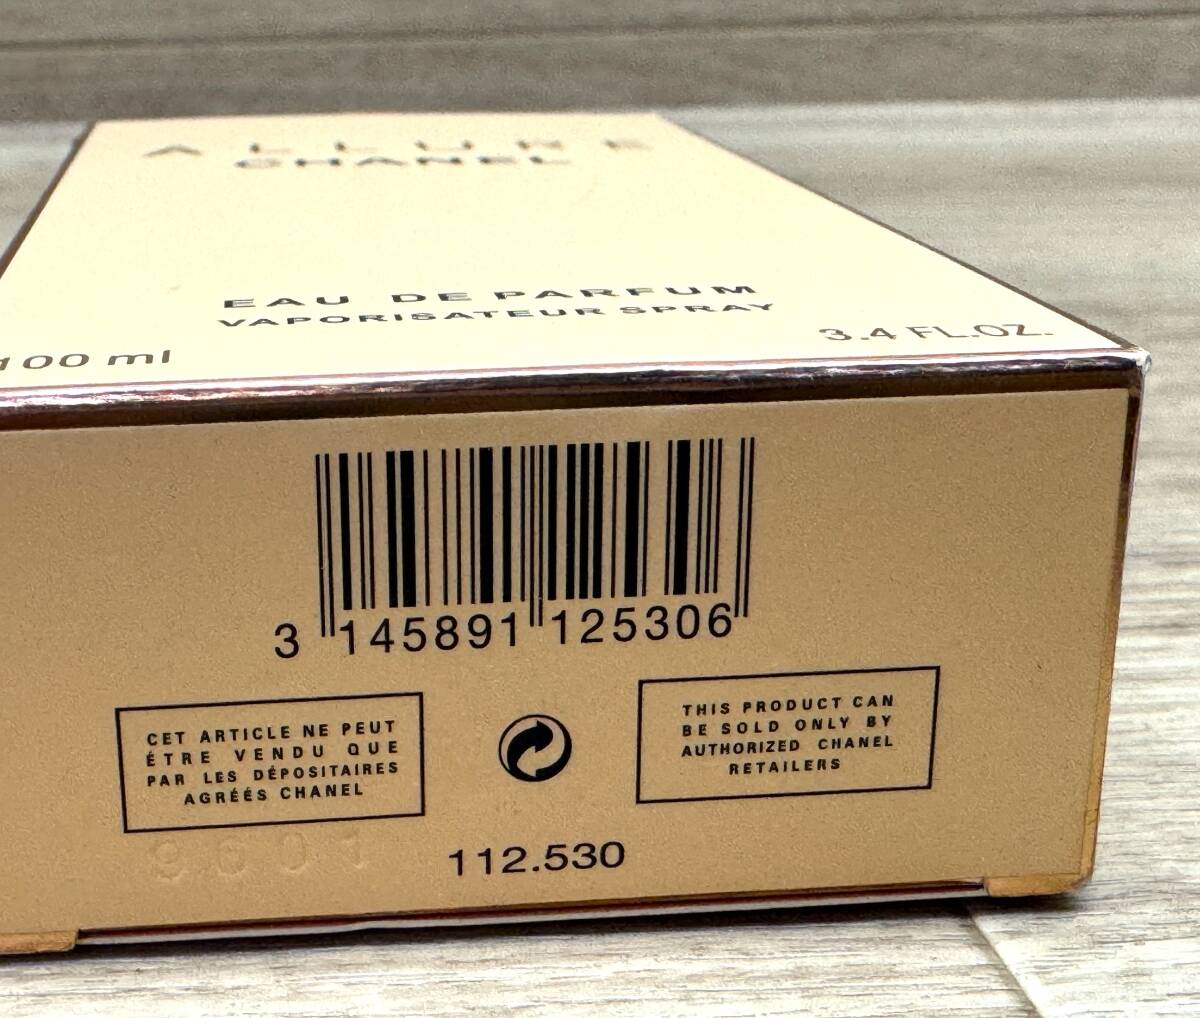 ALLURE
CHANEL
EAU DE PARFUM
VAPORISATEUR SPRAY
100 ml
3.4 FL.OZ.
3 145891 125306
CET ARTICLE NE PEUT
ÊTRE VENDU QUE
PAR LES DÉPOSITAIRES
AGRÉÉS CHANEL
THIS PRODUCT CAN
BE SOLD ONLY BY
AUTHORIZED CHANEL
RETAILERS
9601
112.530